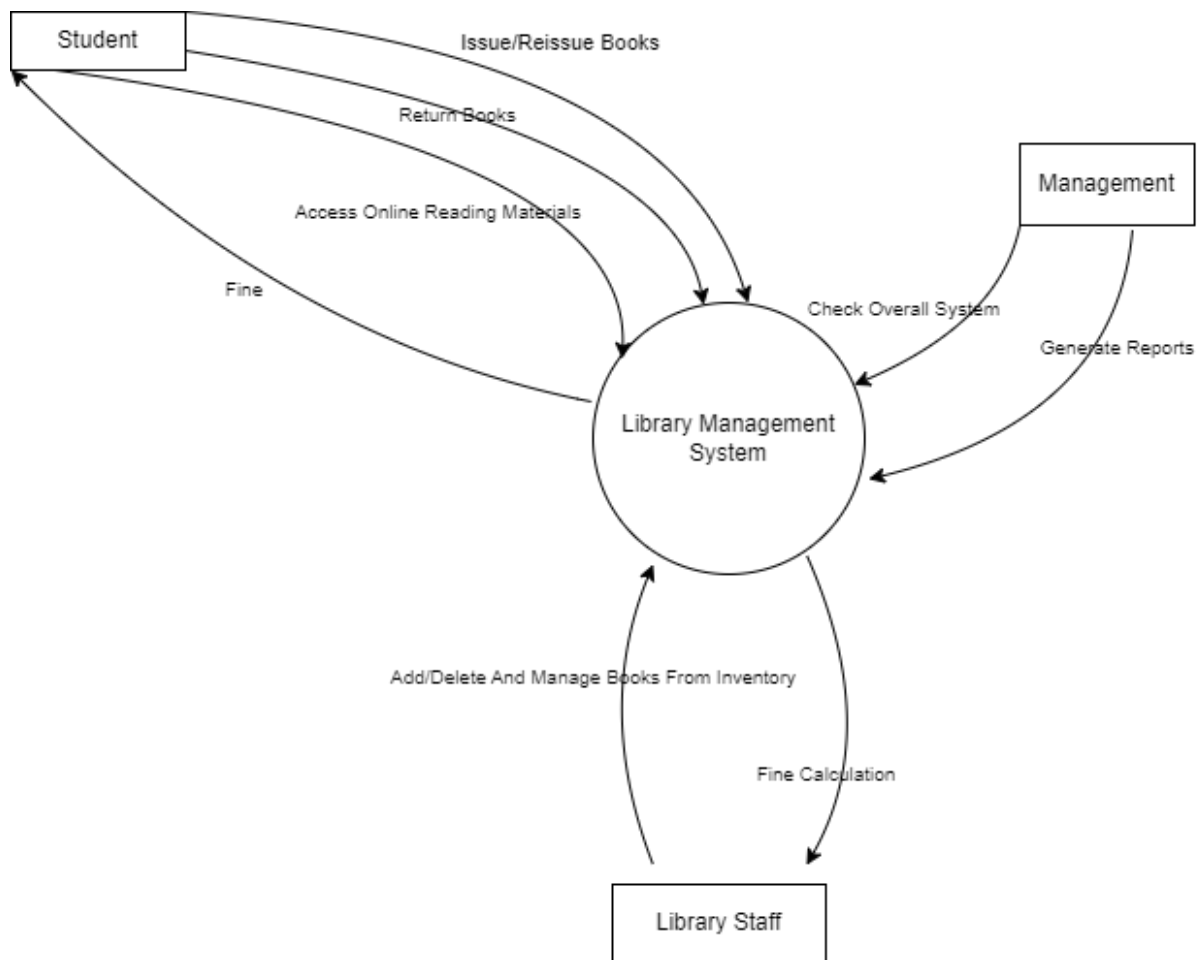 Student
Issue/Reissue Books
Return Books
Management
Access Online Reading Materials
Fine
Check Overall System
Generate Reports
Library Management
System
Add/Delete And Manage Books From Inventory
Fine Calculation
Library Staff